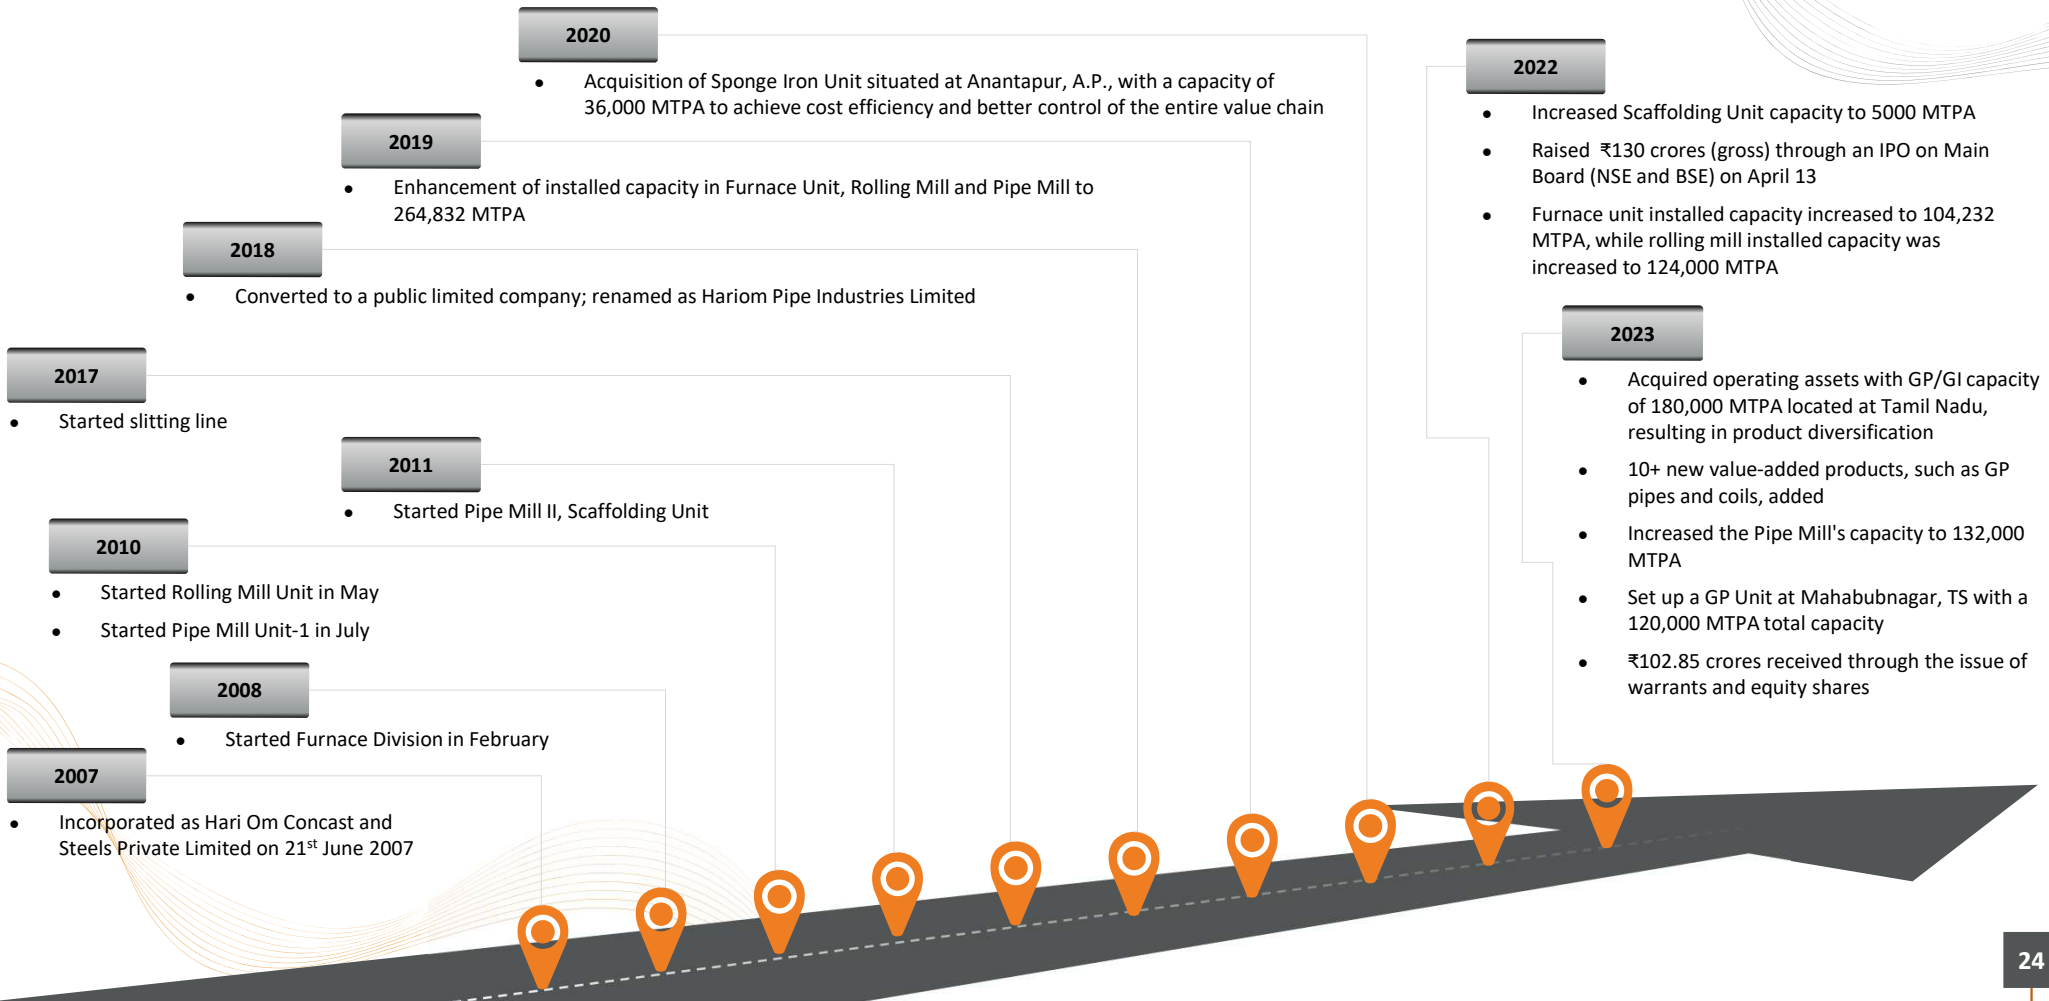 2020
• Acquisition of Sponge Iron Unit situated at Anantapur, A.P., with a capacity of
36,000 MTPA to achieve cost efficiency and better control of the entire value chain
2019
• Enhancement of installed capacity in Furnace Unit, Rolling Mill and Pipe Mill to
264,832 MTPA
2018
• Converted to a public limited company; renamed as Hariom Pipe Industries Limited
2017
• Started slitting line
2011
• Started Pipe Mill II, Scaffolding Unit
2010
• Started Rolling Mill Unit in May
• Started Pipe Mill Unit-1 in July
2008
• Started Furnace Division in February
2007
• Incorporated as Hari Om Concast and
Steels Private Limited on 21st June 2007
2022
• Increased Scaffolding Unit capacity to 5000 MTPA
• Raised ₹130 crores (gross) through an IPO on Main
Board (NSE and BSE) on April 13
• Furnace unit installed capacity increased to 104,232
MTPA, while rolling mill installed capacity was
increased to 124,000 MTPA
2023
• Acquired operating assets with GP/GI capacity
of 180,000 MTPA located at Tamil Nadu,
resulting in product diversification
• 10+ new value-added products, such as GP
pipes and coils, added
• Increased the Pipe Mill's capacity to 132,000
MTPA
• Set up a GP Unit at Mahabubnagar, TS with a
120,000 MTPA total capacity
• ₹102.85 crores received through the issue of
warrants and equity shares
24